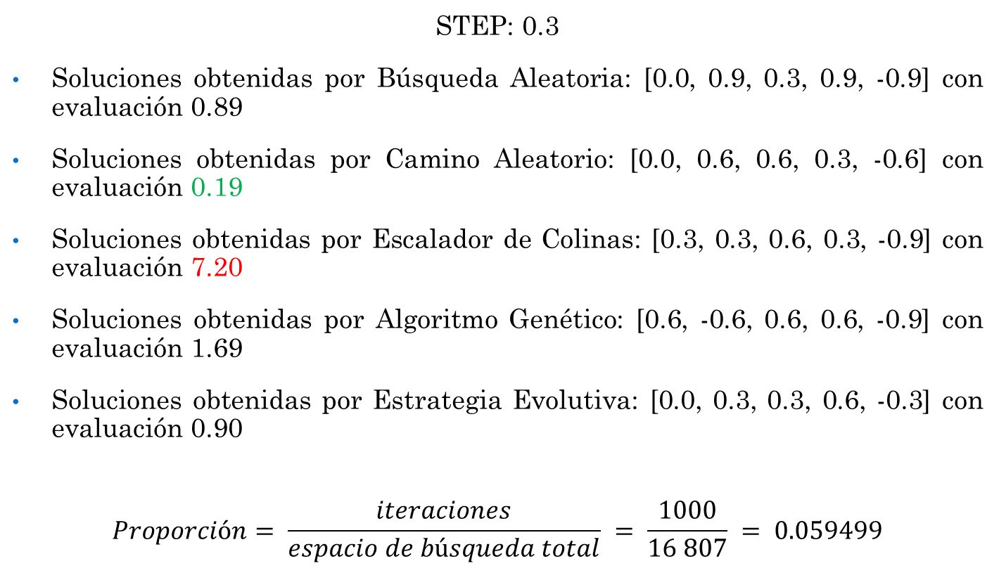 STEP: 0.3
• Soluciones obtenidas por Búsqueda Aleatoria: [0.0, 0.9, 0.3, 0.9, -0.9] con
evaluación 0.89
• Soluciones obtenidas por Camino Aleatorio: [0.0, 0.6, 0.6, 0.3, -0.6] con
evaluación 0.19
• Soluciones obtenidas por Escalador de Colinas: [0.3, 0.3, 0.6, 0.3, -0.9] con
evaluación 7.20
• Soluciones obtenidas por Algoritmo Genético: [0.6, -0.6, 0.6, 0.6, -0.9] con
evaluación 1.69
• Soluciones obtenidas por Estrategia Evolutiva: [0.0, 0.3, 0.3, 0.6, -0.3] con
evaluación 0.90
iteraciones 1000
Proporción = = = 0.059499
espacio de búsqueda total 16 807